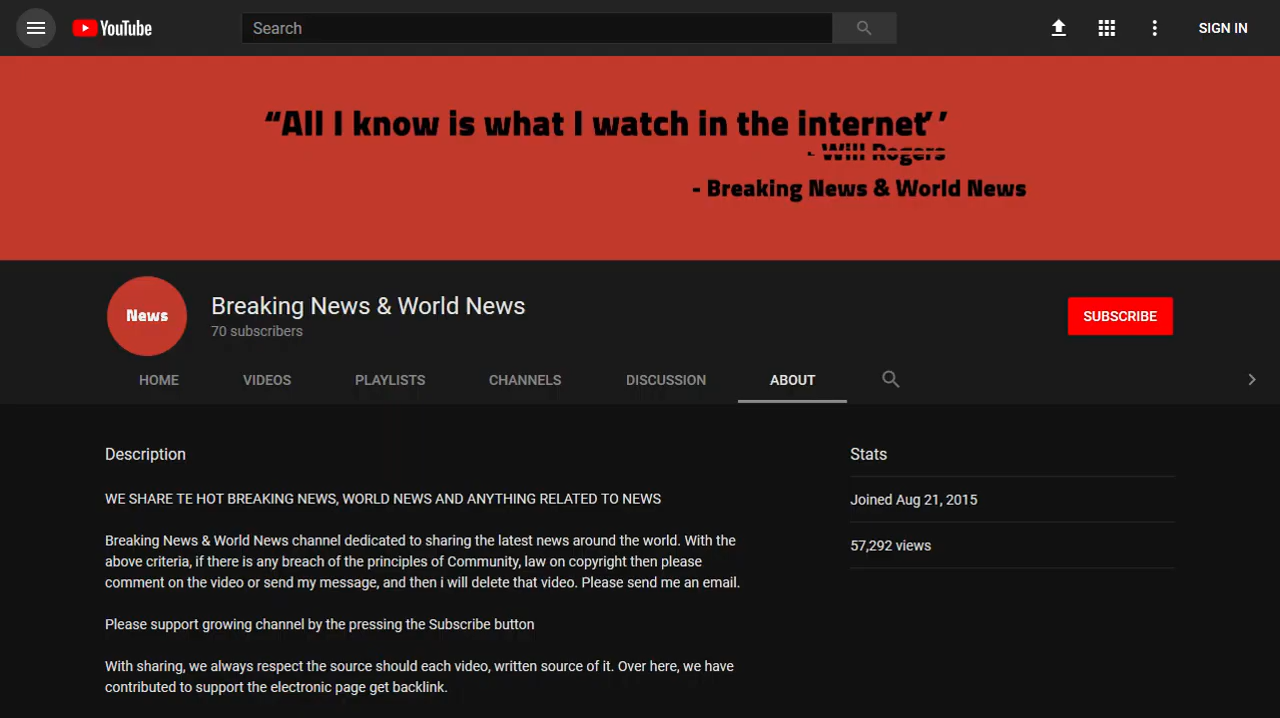 YouTube
Search
SIGN IN
“All I know is what I watch in the internet’’
- Will Rogers
- Breaking News & World News
News
Breaking News & World News
70 subscribers
SUBSCRIBE
HOME VIDEOS PLAYLISTS CHANNELS DISCUSSION ABOUT
Description
WE SHARE TE HOT BREAKING NEWS, WORLD NEWS AND ANYTHING RELATED TO NEWS
Breaking News & World News channel dedicated to sharing the latest news around the world. With the
above criteria, if there is any breach of the principles of Community, law on copyright then please
comment on the video or send my message, and then i will delete that video. Please send me an email.
Please support growing channel by the pressing the Subscribe button
With sharing, we always respect the source should each video, written source of it. Over here, we have
contributed to support the electronic page get backlink.
Stats
Joined Aug 21, 2015
57,292 views